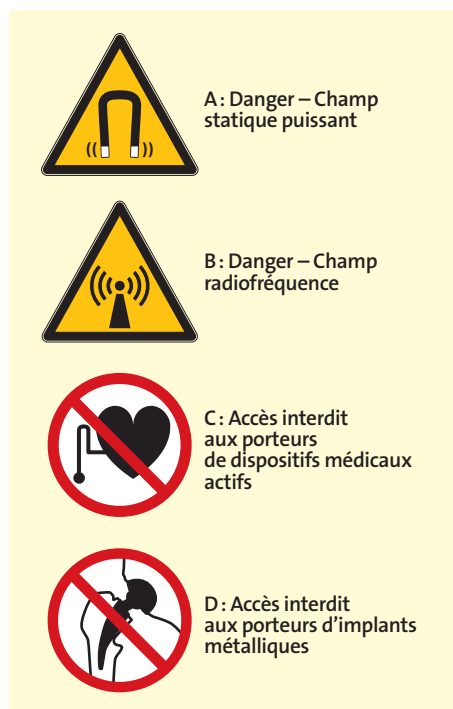 A : Danger – Champ
statique puissant
B : Danger – Champ
radiofréquence
C : Accès interdit
aux porteurs
de dispositifs médicaux
actifs
D : Accès interdit
aux porteurs d’implants
métalliques